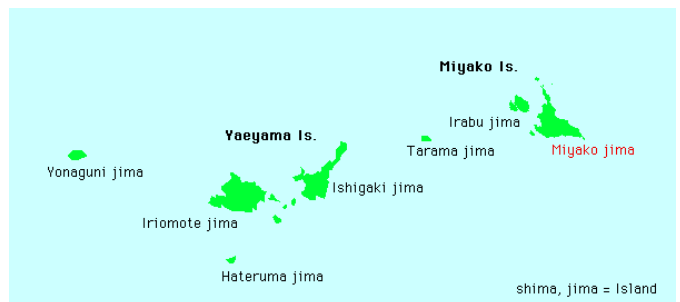 Miyako Is.
Irabu jima
Yaeyama Is.
Tarama jima
Miyako jima
Yonaguni jima
Ishigaki jima
Iriomote jima
Hateruma jima
shima, jima = Island